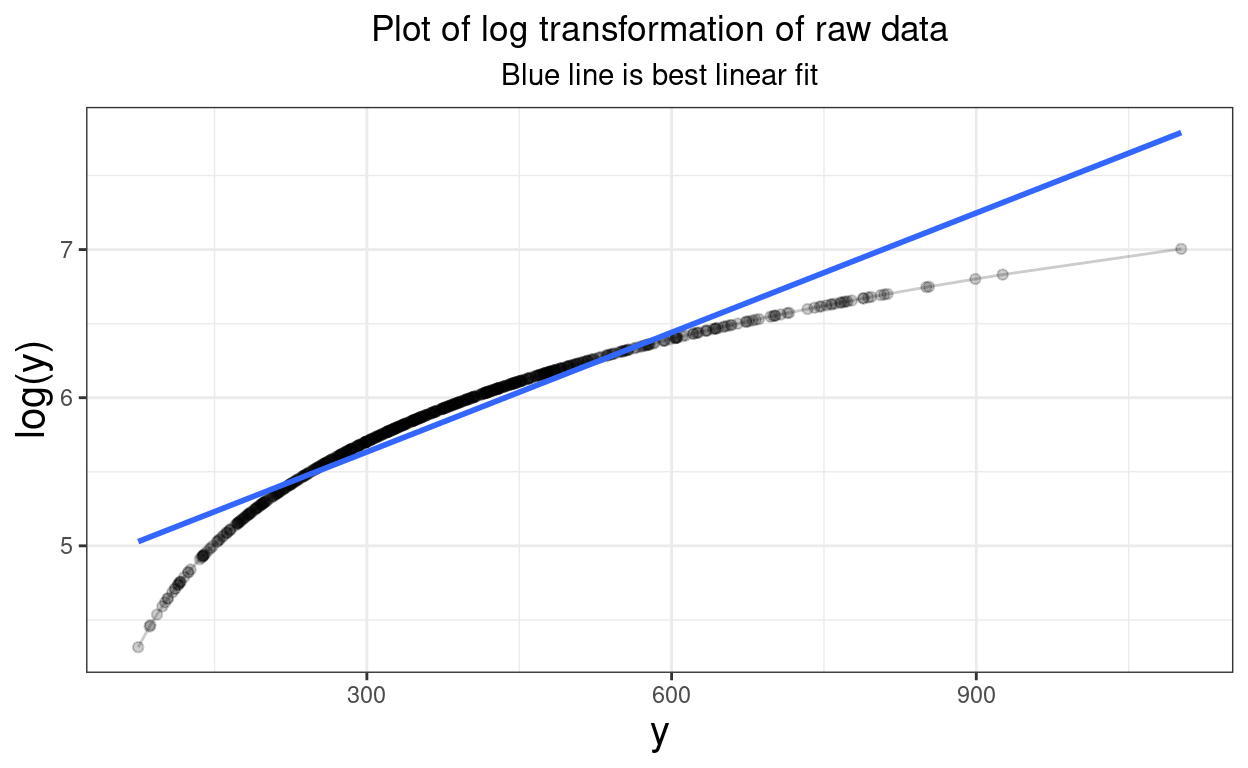 Plot of log transformation of raw data
Blue line is best linear fit
log(y)
7
6
5
300
600
900
y